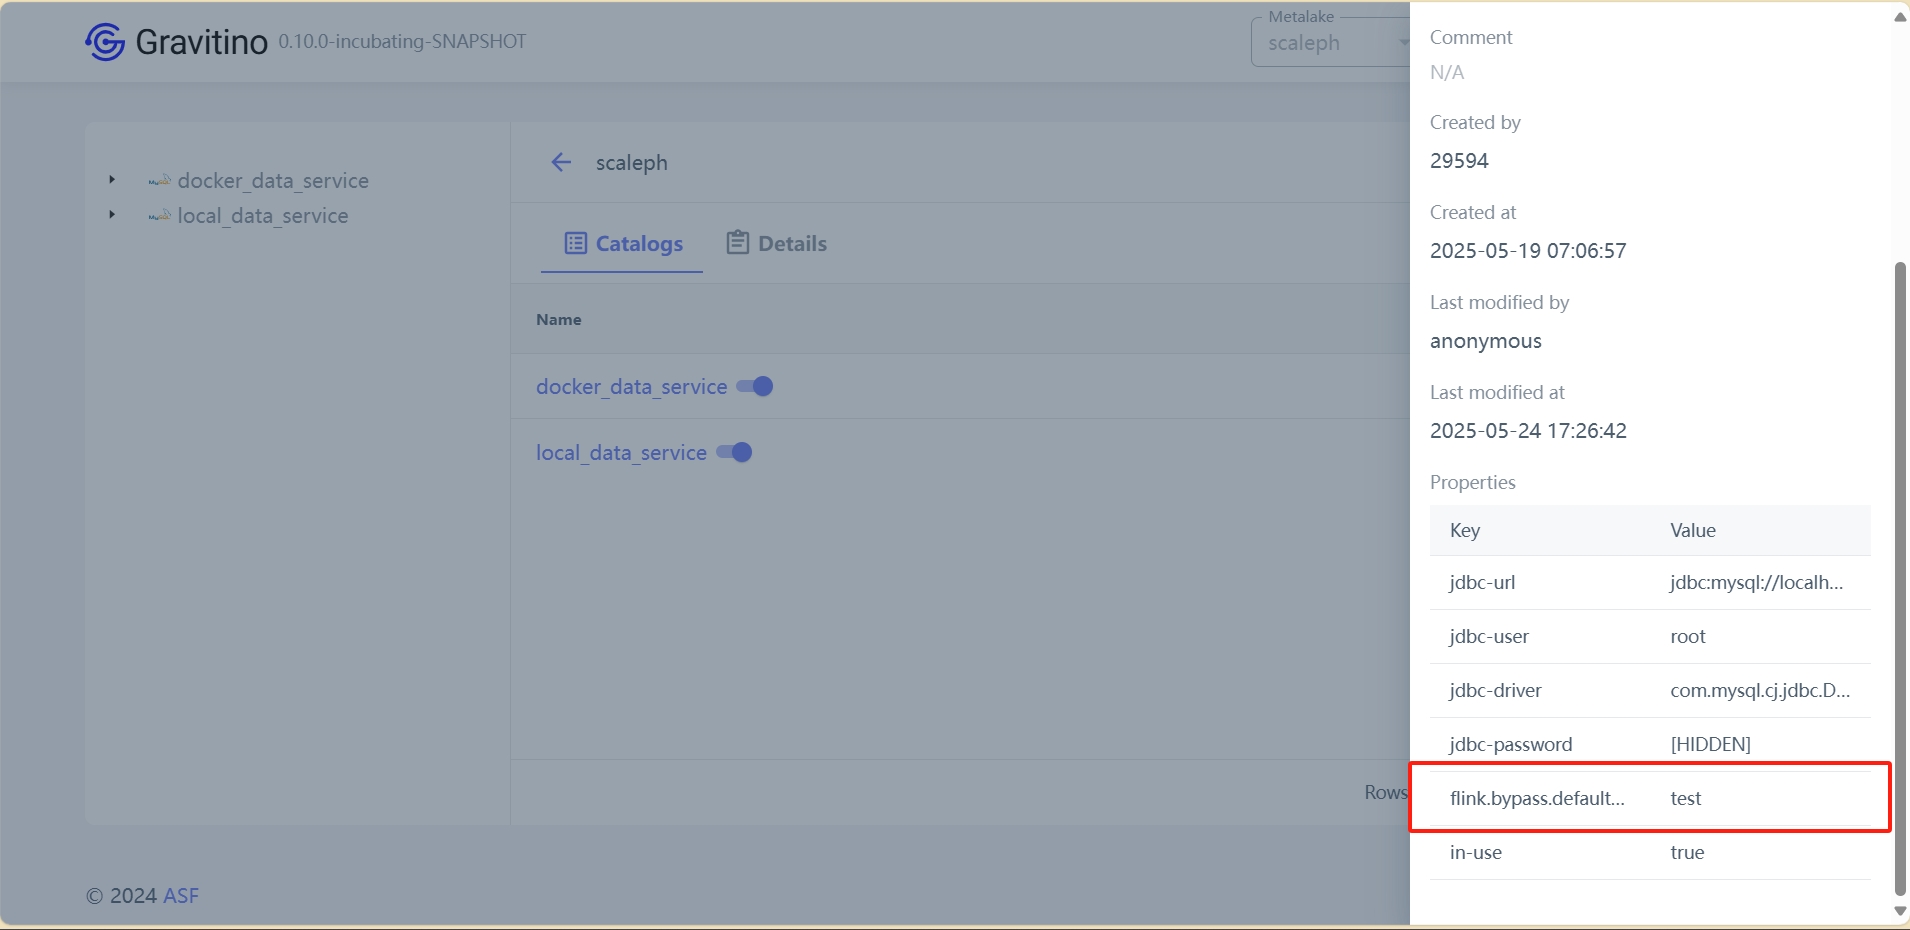 Gravitino 0.10.0-incubating-SNAPSHOT
Metalake
scaleph
docker_data_service
local_data_service
scaleph
Catalogs
Details
Name
docker_data_service
local_data_service
Rows
© 2024 ASF
Comment
N/A
Created by
29594
Created at
2025-05-19 07:06:57
Last modified by
anonymous
Last modified at
2025-05-24 17:26:42
Properties
Key Value
jdbc-url jdbc:mysql://localh...
jdbc-user root
jdbc-driver com.mysql.cj.jdbc.D...
jdbc-password [HIDDEN]
flink.bypass.default... test
in-use true